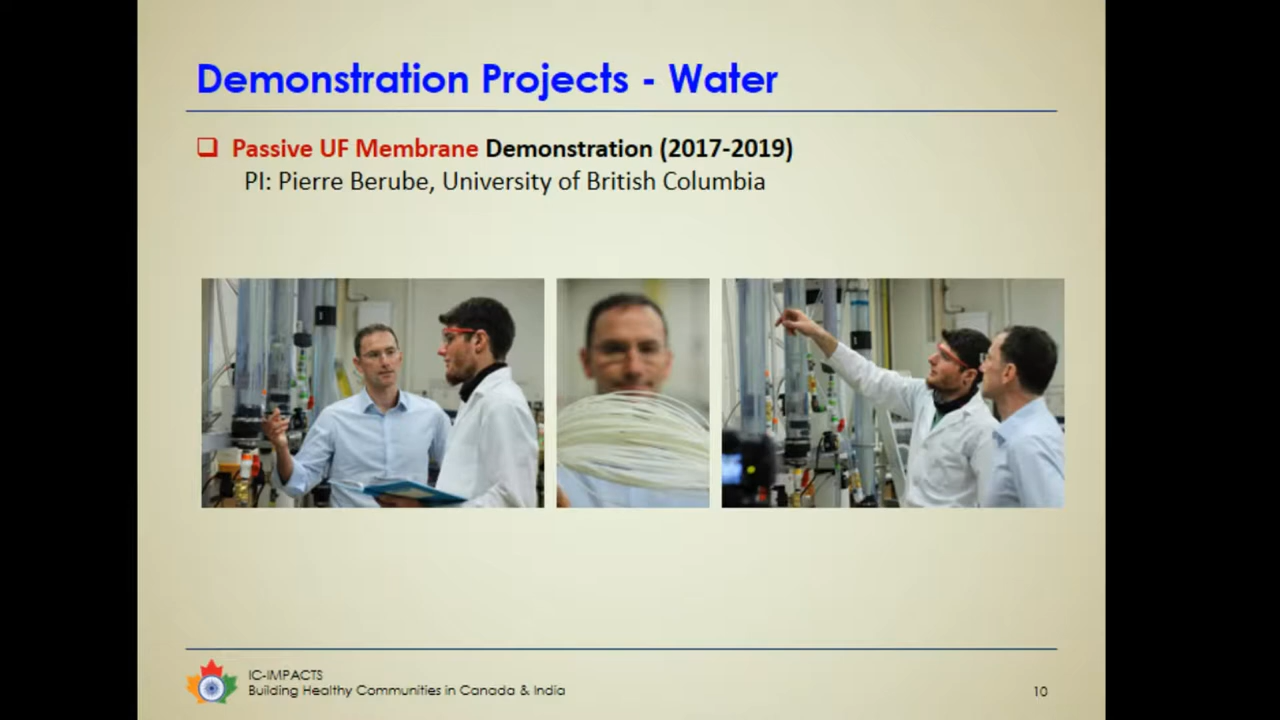 Demonstration Projects - Water
Passive UF Membrane Demonstration (2017-2019)
PI: Pierre Berube, University of British Columbia
IC-IMPACTS
Building Healthy Communities in Canada & India
10